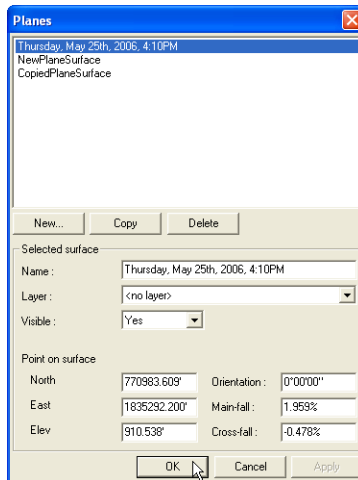 Planes
Thursday, May 25th, 2006, 4:10PM
NewPlaneSurface
CopiedPlaneSurface
New... Copy Delete
Selected surface
Name : Thursday, May 25th, 2006, 4:10PM
Layer : <no layer>
Visible : Yes
Point on surface
North 770983.609' Orientation : 0°00'00"
East 1835292.200' Main-fall : 1.959%
Elev 910.538' Cross-fall : -0.478%
OK Cancel Apply